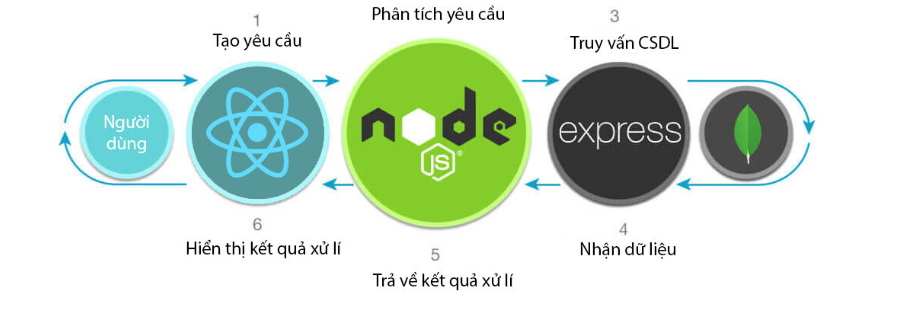 1
Tạo yêu cầu
Phân tích yêu cầu
3
Truy vấn CSDL
Người
dùng
node
JS®
express
6
Hiển thị kết quả xử lí
5
Trả về kết quả xử lí
4
Nhận dữ liệu